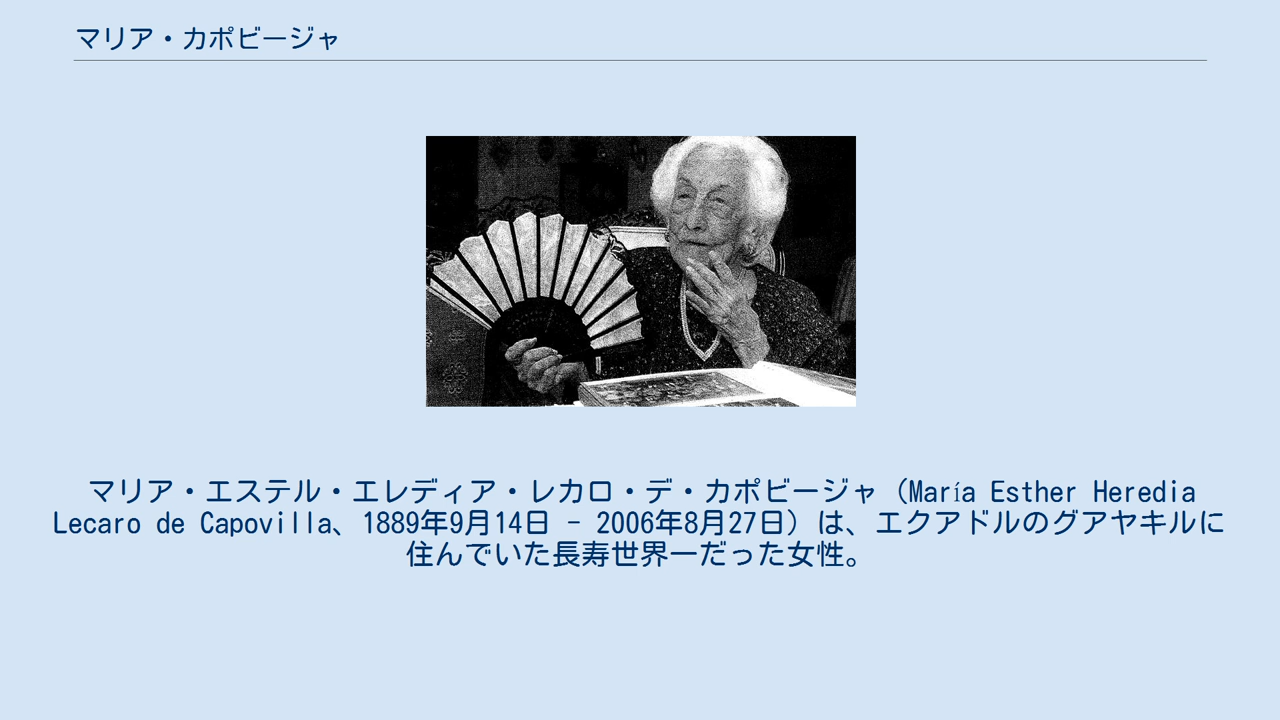 マリア・カポビージャ
マリア・エステル・エレディア・レカロ・デ・カポビージャ（María Esther Heredia
Lecaro de Capovilla、1889年9月14日 - 2006年8月27日）は、エクアドルのグアヤキルに
住んでいた長寿世界一だった女性。